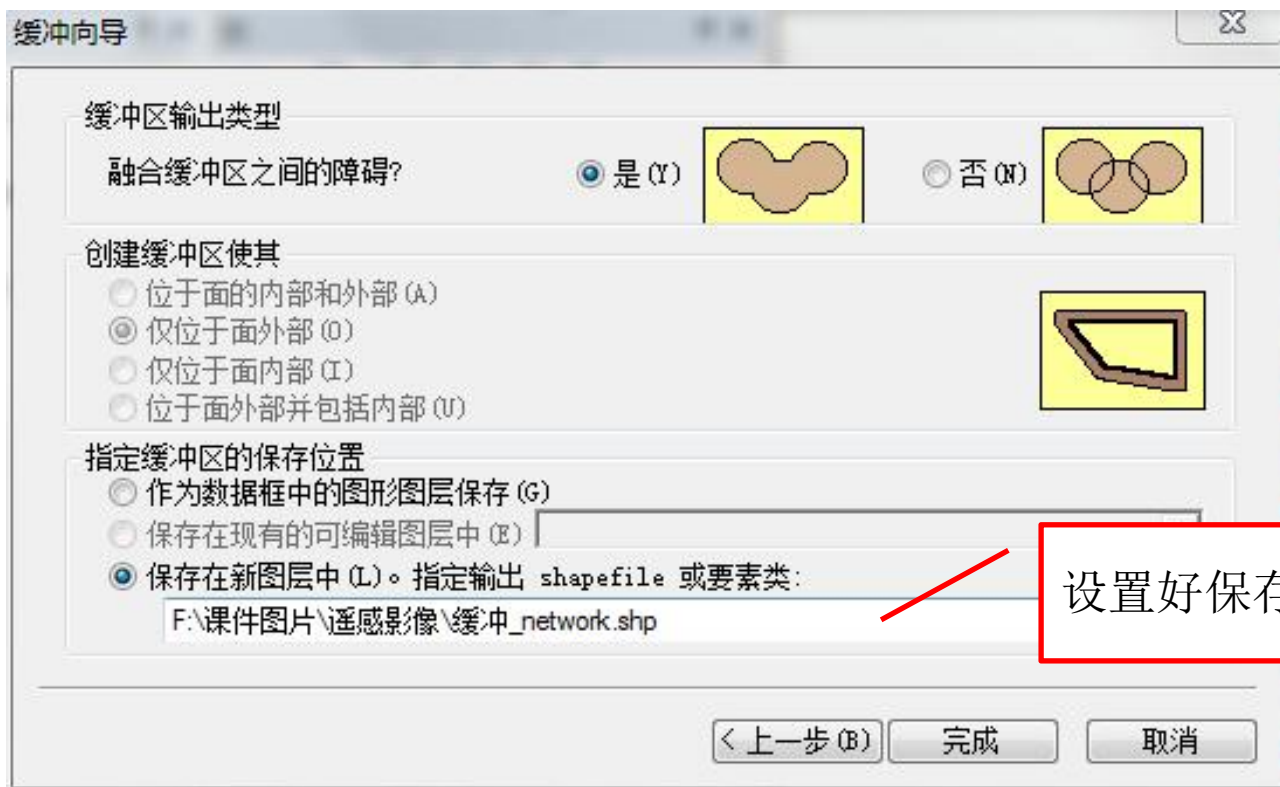 缓冲向导
缓冲区输出类型
融合缓冲区之间的障碍?
是(Y)
否(N)
创建缓冲区使其
位于面的内部和外部(A)
仅位于面外部(O)
仅位于面内部(I)
位于面外部并包括内部(U)
指定缓冲区的保存位置
作为数据框中的图形图层保存(G)
保存在现有的可编辑图层中(E)
保存在新图层中(L)。指定输出 shapefile 或要素类:
F:\课件图片\遥感影像\缓冲_network.shp
设置好保存
< 上一步(B)
完成
取消